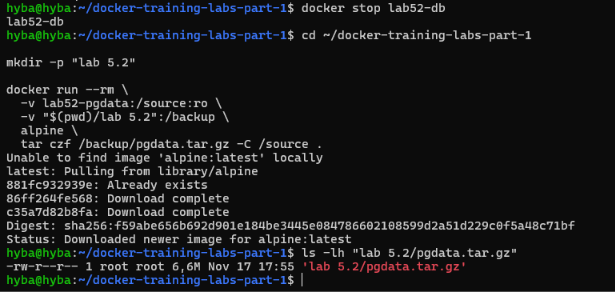 hyba@hyba:~/docker-training-labs-part-1$ docker stop lab52-db
lab52-db
hyba@hyba:~/docker-training-labs-part-1$ cd ~/docker-training-labs-part-1

mkdir -p "lab 5.2"

docker run --rm \
  -v lab52-pgdata:/source:ro \
  -v "$(pwd)/lab 5.2":/backup \
  alpine \
  tar czf /backup/pgdata.tar.gz -C /source .
Unable to find image 'alpine:latest' locally
latest: Pulling from library/alpine
881fc932939e: Already exists
86ff264fe568: Download complete
c35a7d82b8fa: Download complete
Digest: sha256:f59abe656b692d901e184be3445e084786602108599d2a51d229c0f5a48c71bf
Status: Downloaded newer image for alpine:latest
hyba@hyba:~/docker-training-labs-part-1$ ls -lh "lab 5.2/pgdata.tar.gz"
-rw-r--r-- 1 root root 6,6M Nov 17 17:55 'lab 5.2/pgdata.tar.gz'
hyba@hyba:~/docker-training-labs-part-1$